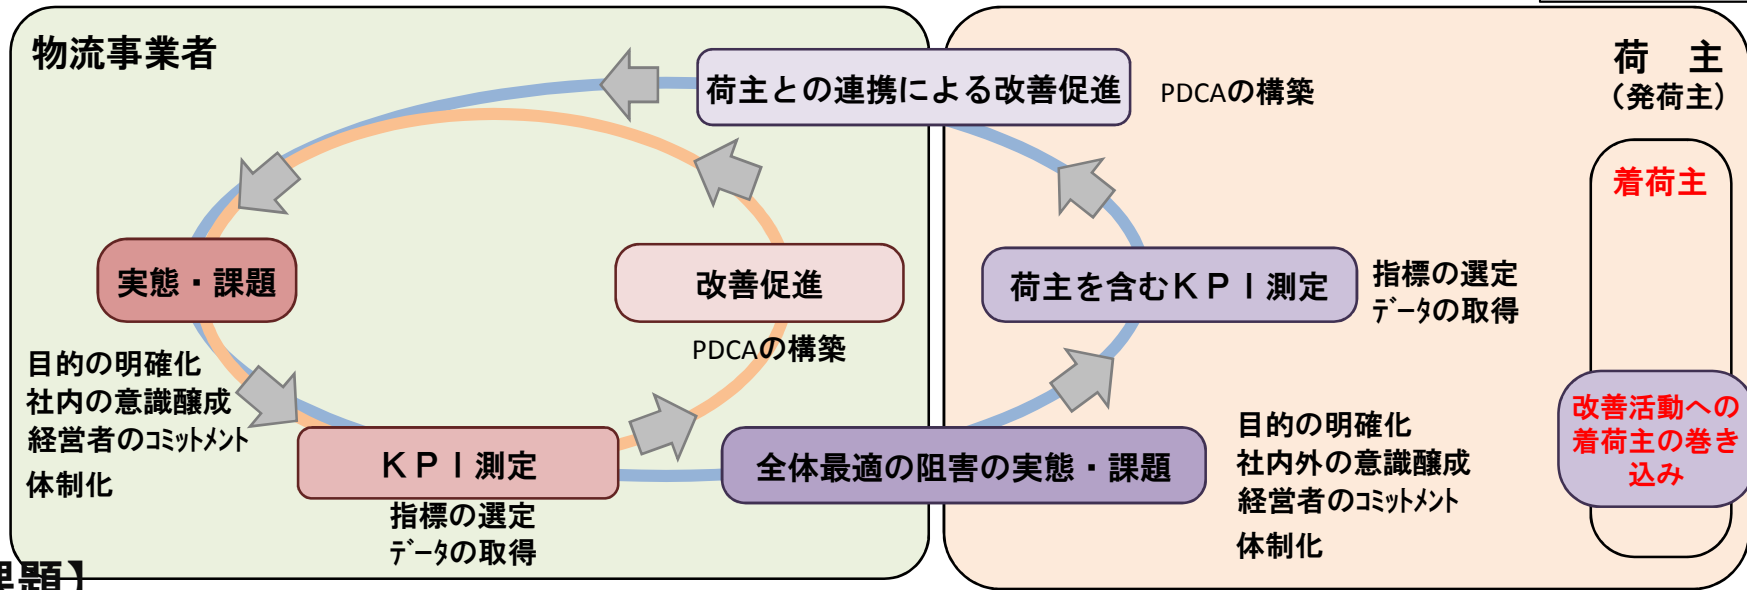 物流事業者
荷主との連携による改善促進
PDCAの構築
荷　主
（発荷主）
着荷主
実態・課題
改善促進
PDCAの構築
荷主を含むＫＰＩ測定
指標の選定
ﾃﾞｰﾀの取得
目的の明確化
社内の意識醸成
経営者のｺﾐｯﾄﾒﾝﾄ
体制化
ＫＰＩ測定
指標の選定
ﾃﾞｰﾀの取得
全体最適の阻害の実態・課題
目的の明確化
社内外の意識醸成
経営者のｺﾐｯﾄﾒﾝﾄ
体制化
改善活動への
着荷主の巻き
込み
課題】